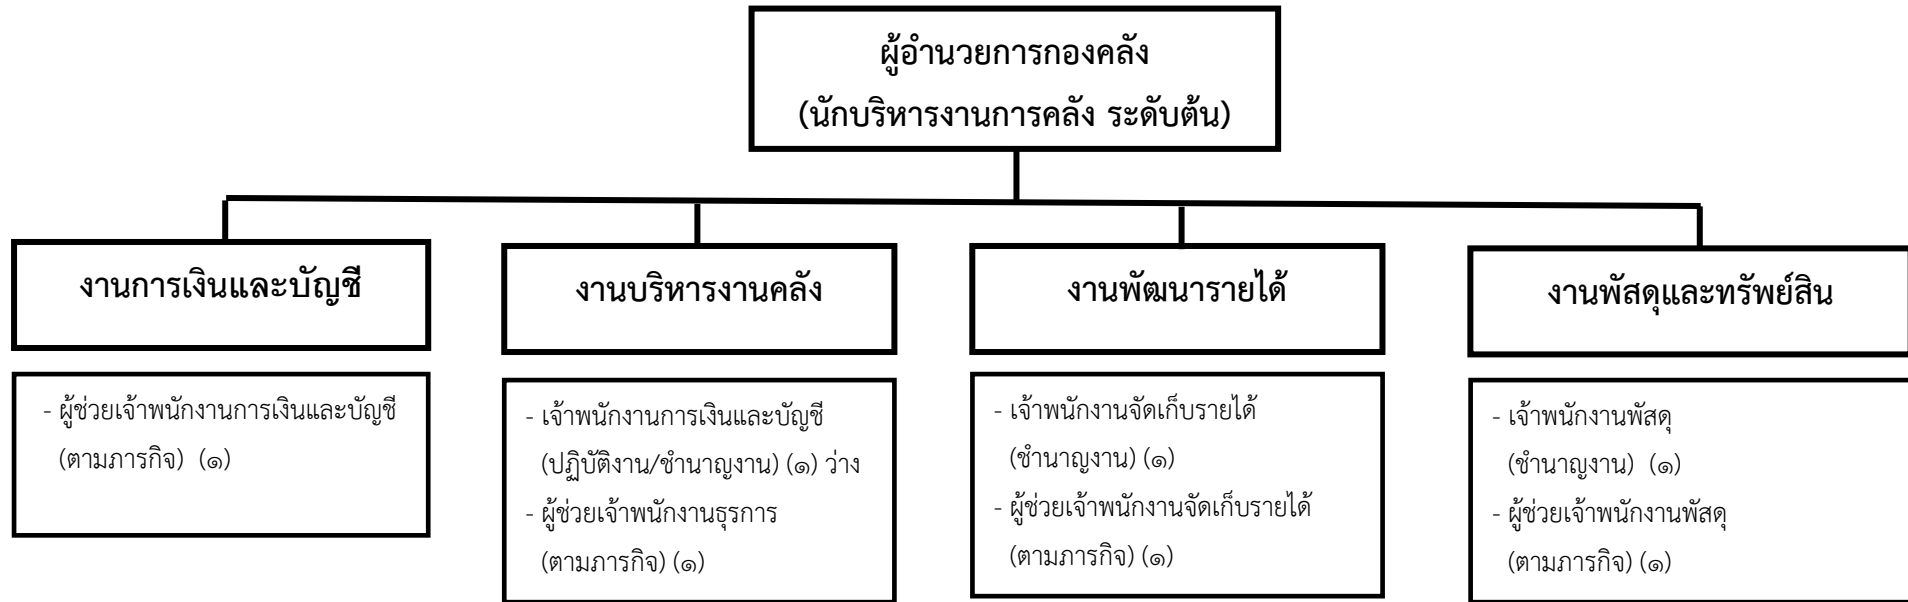 ผู้อำนวยการกองคลัง
(นักบริหารงานการคลัง ระดับต้น)
งานการเงินและบัญชี
- ผู้ช่วยเจ้าพนักงานการเงินและบัญชี
(ตามภารกิจ) (๑)
งานบริหารงานคลัง
- เจ้าพนักงานการเงินและบัญชี
(ปฏิบัติงาน/ชำนาญงาน) (๑) ว่าง
- ผู้ช่วยเจ้าพนักงานธุรการ
(ตามภารกิจ) (๑)
งานพัฒนารายได้
- เจ้าพนักงานจัดเก็บรายได้
(ชำนาญงาน) (๑)
- ผู้ช่วยเจ้าพนักงานจัดเก็บรายได้
(ตามภารกิจ) (๑)
งานพัสดุและทรัพย์สิน
- เจ้าพนักงานพัสดุ
(ชำนาญงาน) (๑)
- ผู้ช่วยเจ้าพนักงานพัสดุ
(ตามภารกิจ) (๑)